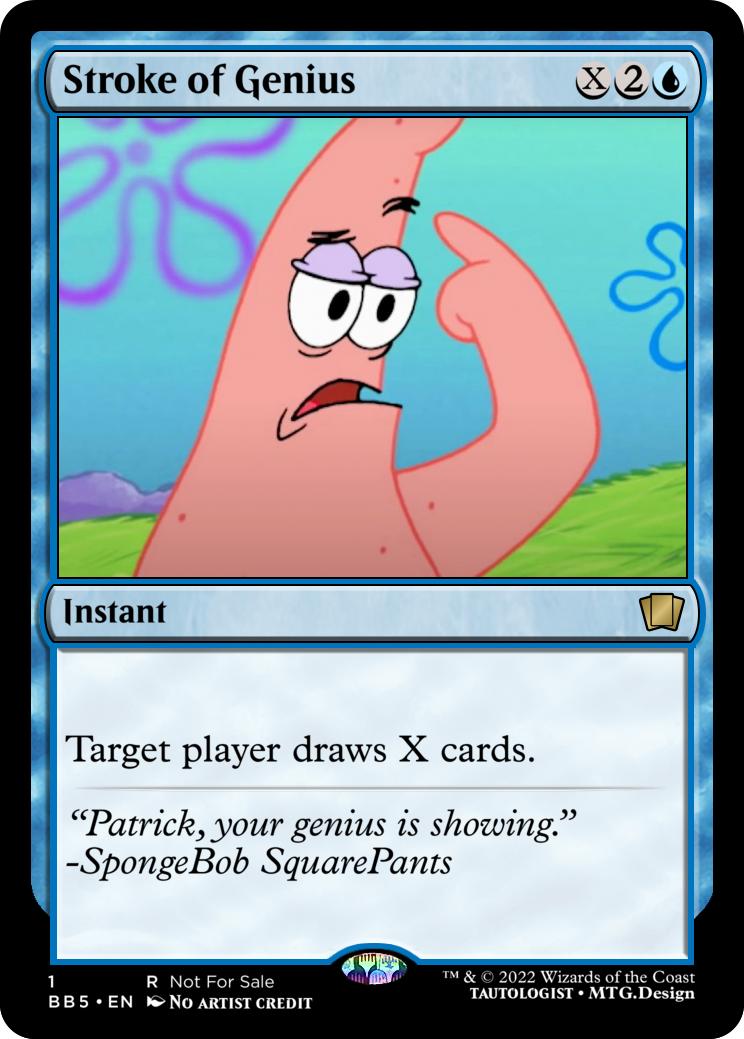 Stroke of Genius X 2
Instant
Target player draws X cards.
“Patrick, your genius is showing.”
-SpongeBob SquarePants
1 R Not For Sale
BB5 • EN No artist credit
™ & © 2022 Wizards of the Coast
Tautologist • MTG.Design